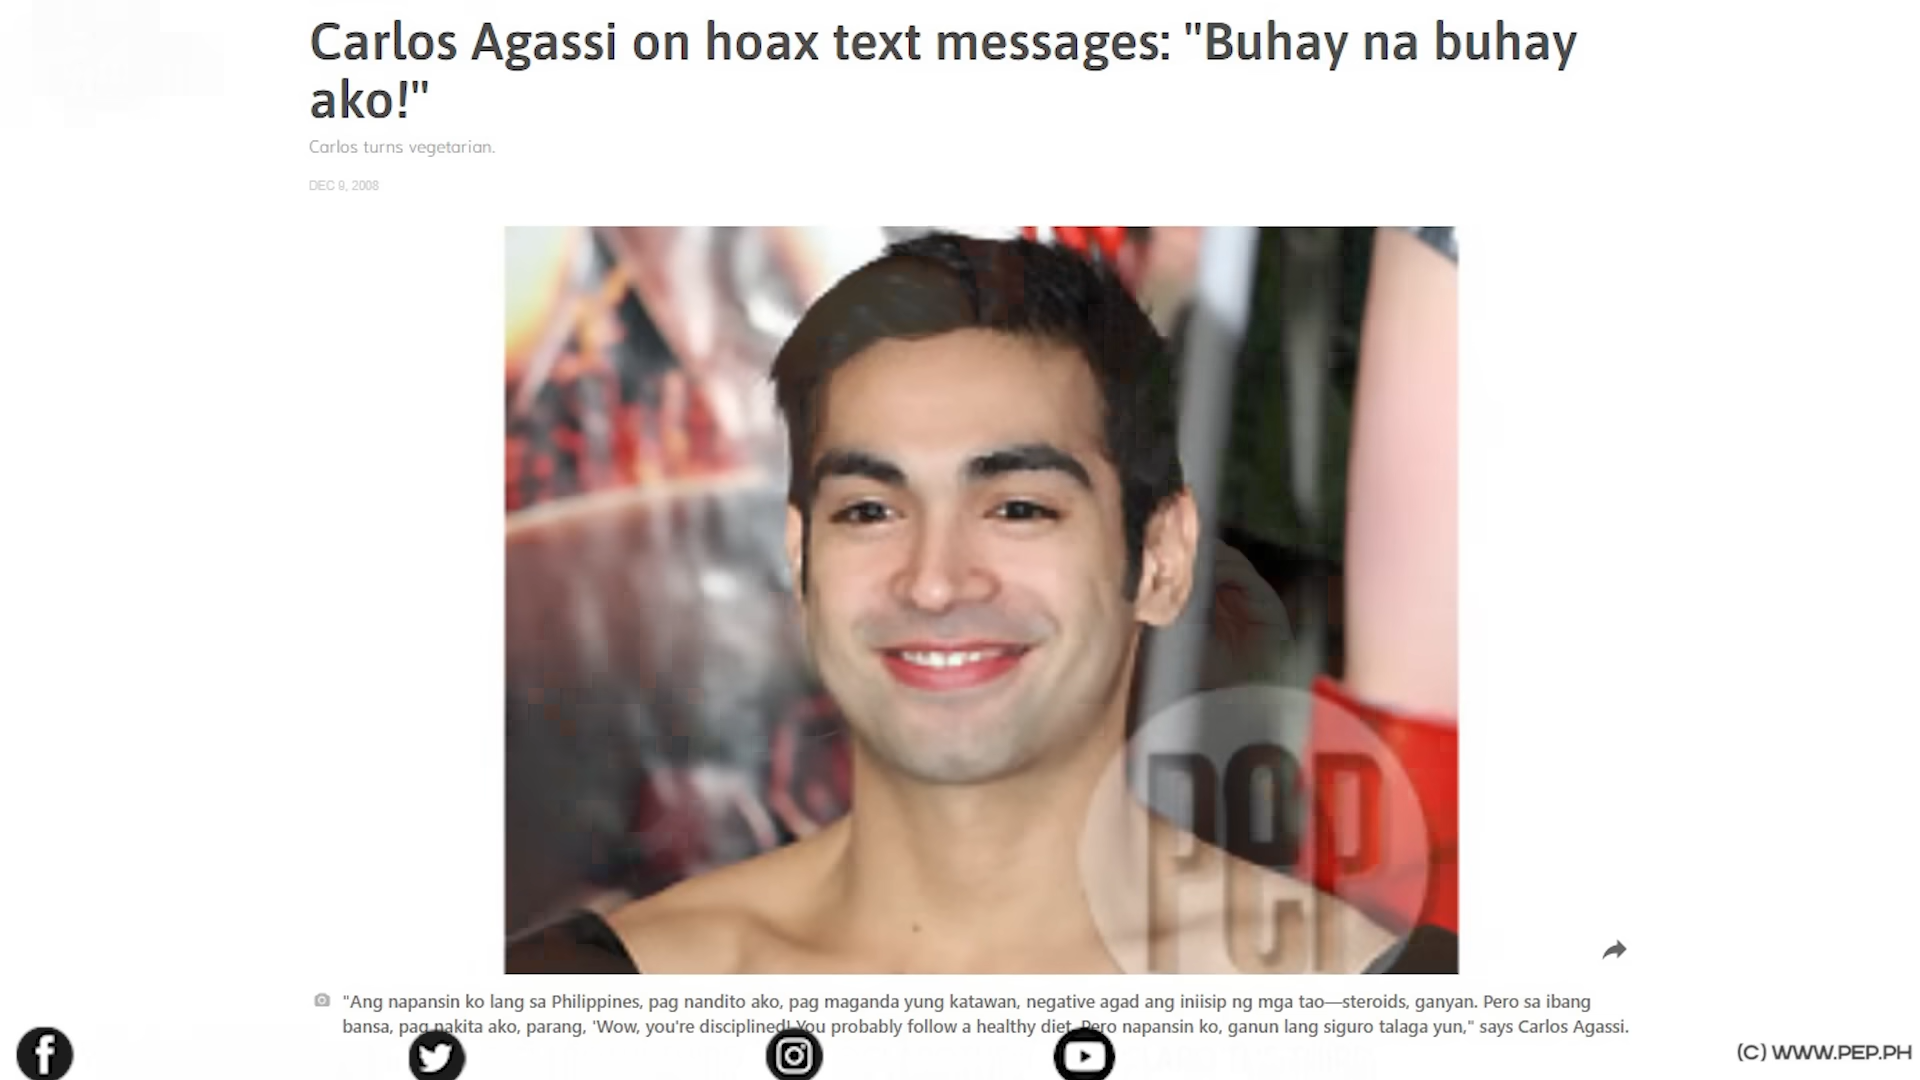 Carlos Agassi on hoax text messages: "Buhay na buhay
ako!"
Carlos turns vegetarian.
DEC 9, 2008
PEP
"Ang napansin ko lang sa Philippines, pag nandito ako, pag maganda yung katawan, negative agad ang iniisip ng mga tao—steroids, ganyan. Pero sa ibang
bansa, pag nakita ako, parang, 'Wow, you're disciplined! You probably follow a healthy diet. Pero napansin ko, ganun lang siguro talaga yun," says Carlos Agassi.
(C) WWW.PEP.PH